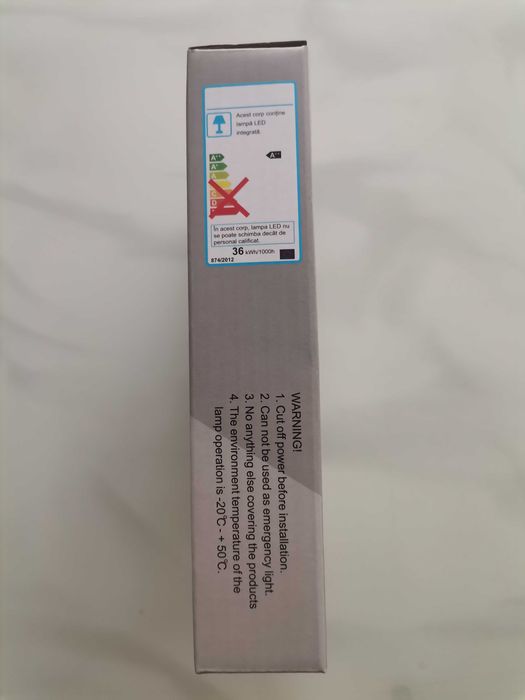 Acest corp conține
lampă LED
integrată.
A++
A+
A
A++
În acest corp, lampa LED nu
se poate schimba decât de
personal calificat.
36 kWh/1000h
874/2012
WARNING!
1. Cut off power before installation.
2. Can not be used as emergency light.
3. No anything else covering the products
4. The environment temperature of the
lamp operation is -20℃ - + 50℃.